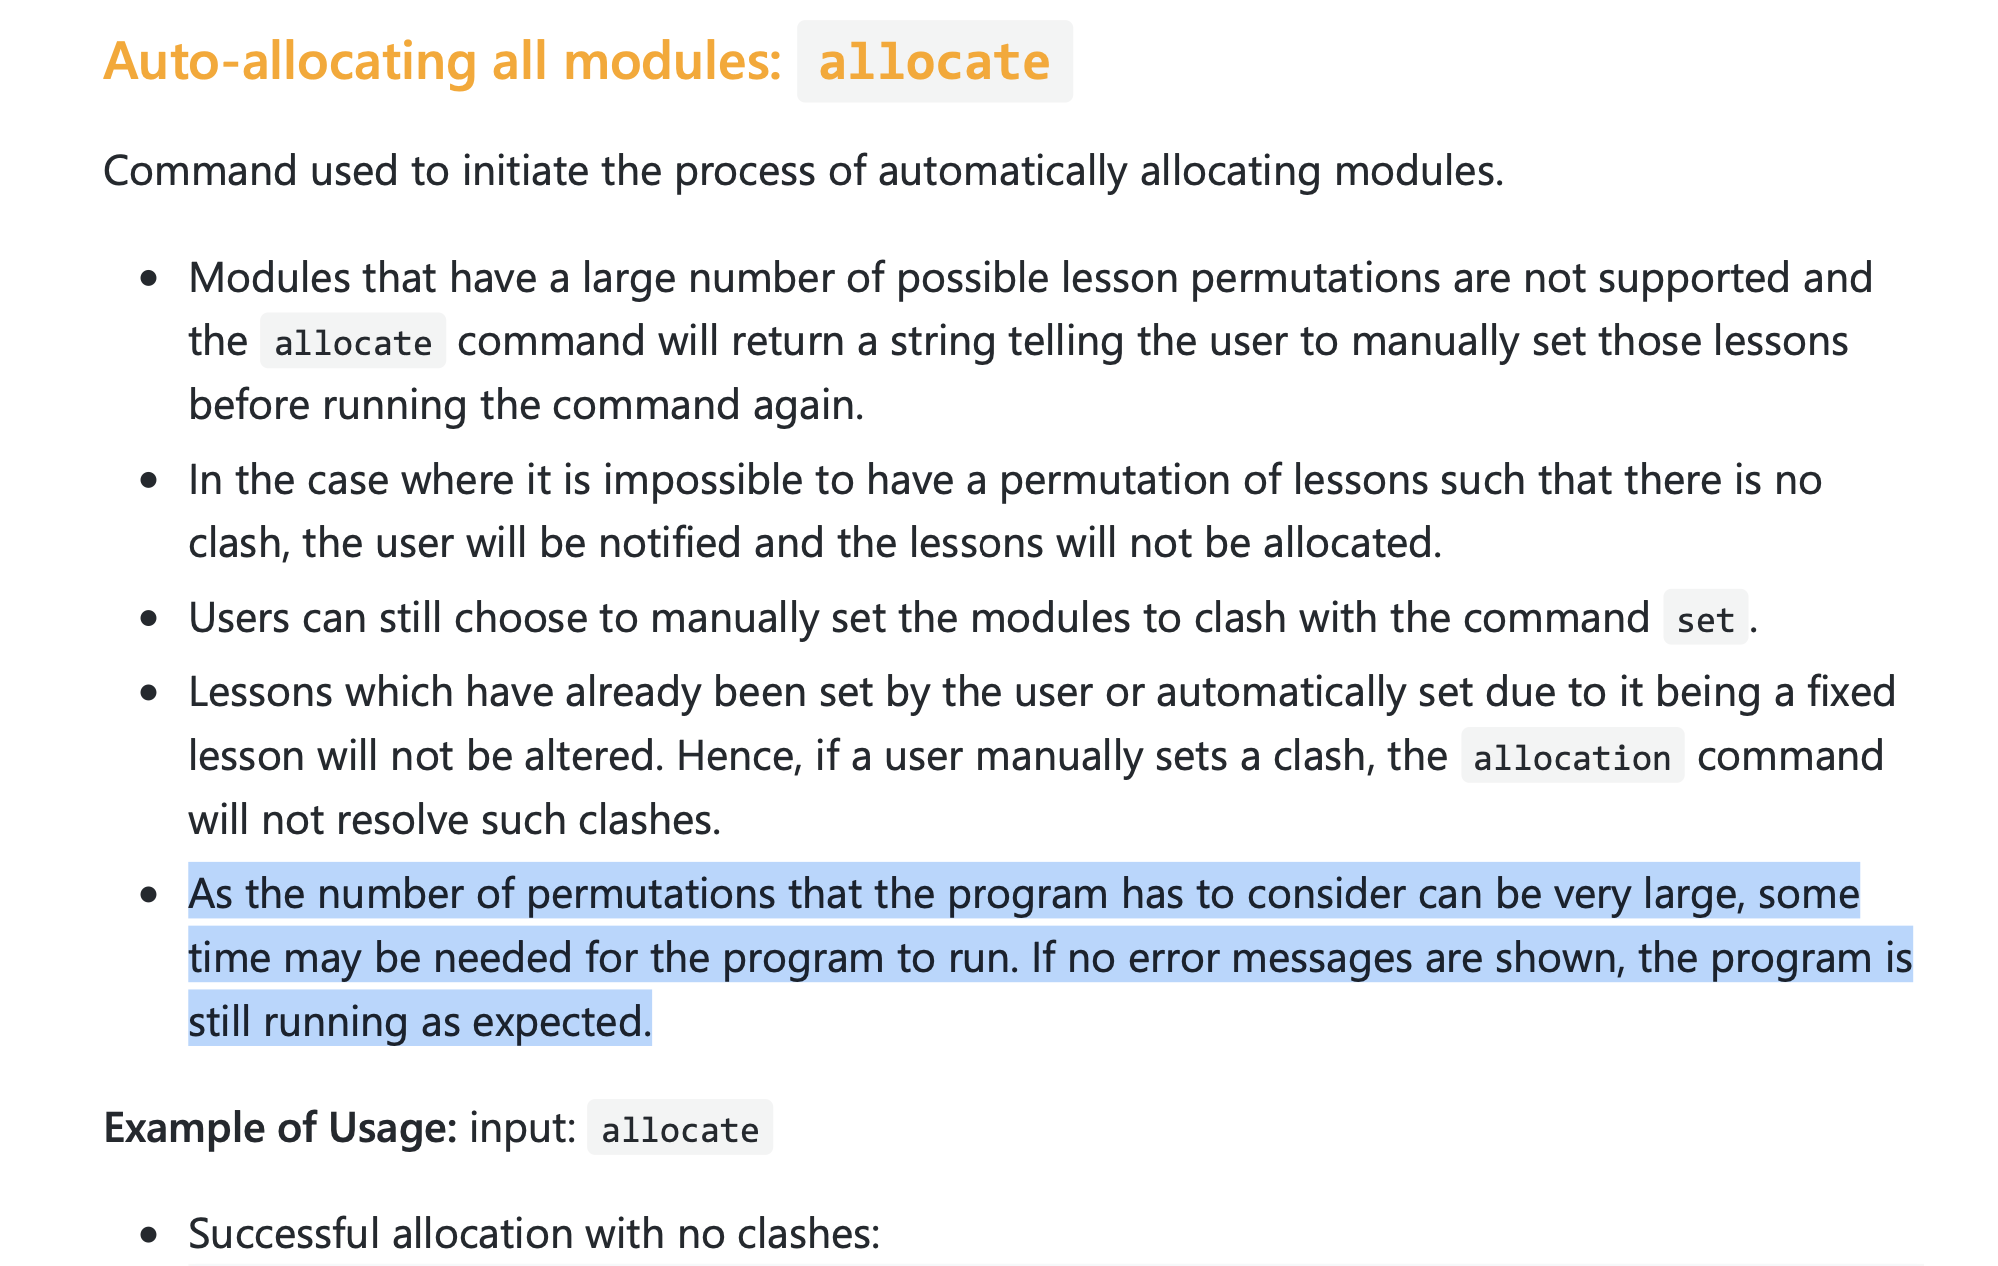 Auto-allocating all modules: allocate
Command used to initiate the process of automatically allocating modules.
Modules that have a large number of possible lesson permutations are not supported and
the allocate command will return a string telling the user to manually set those lessons
before running the command again.
In the case where it is impossible to have a permutation of lessons such that there is no
clash, the user will be notified and the lessons will not be allocated.
Users can still choose to manually set the modules to clash with the command set.
Lessons which have already been set by the user or automatically set due to it being a fixed
lesson will not be altered. Hence, if a user manually sets a clash, the allocation command
will not resolve such clashes.
As the number of permutations that the program has to consider can be very large, some
time may be needed for the program to run. If no error messages are shown, the program is
still running as expected.
Example of Usage: input: allocate
Successful allocation with no clashes: